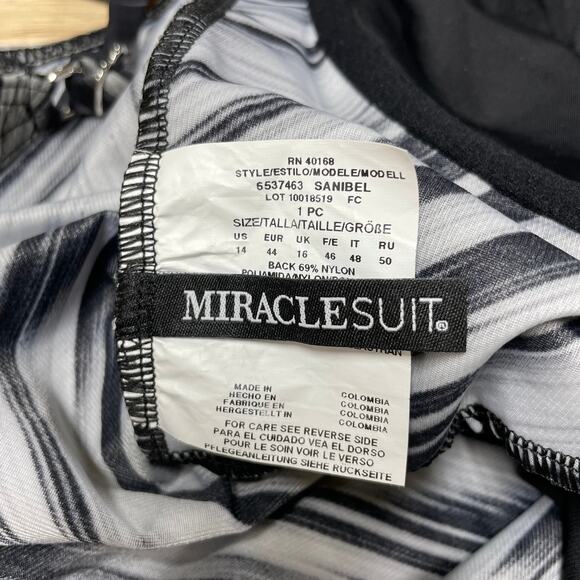 RN 40168
STYLE/ESTILO/MODELE/MODELL
6537463 SANIBEL
LOT 10018519 FC
1 PC
SIZE/TALLA/TAILLE/GRÖßE
US EUR UK F/E IT RU
14 44 16 46 48 50
BACK 69% NYLON
MIRACLESUIT®
MADE IN COLOMBIA
HECHO EN COLOMBIA
FABRIQUE EN COLOMBIA
HERGESTELLT IN COLOMBIA
FOR CARE SEE REVERSE SIDE
PARA EL CUIDADO VEA EL DORSO
POUR LE SOIN VOIR LE VERSO
PFLEGEANLEITUNG SIEHE RUCKSEITE